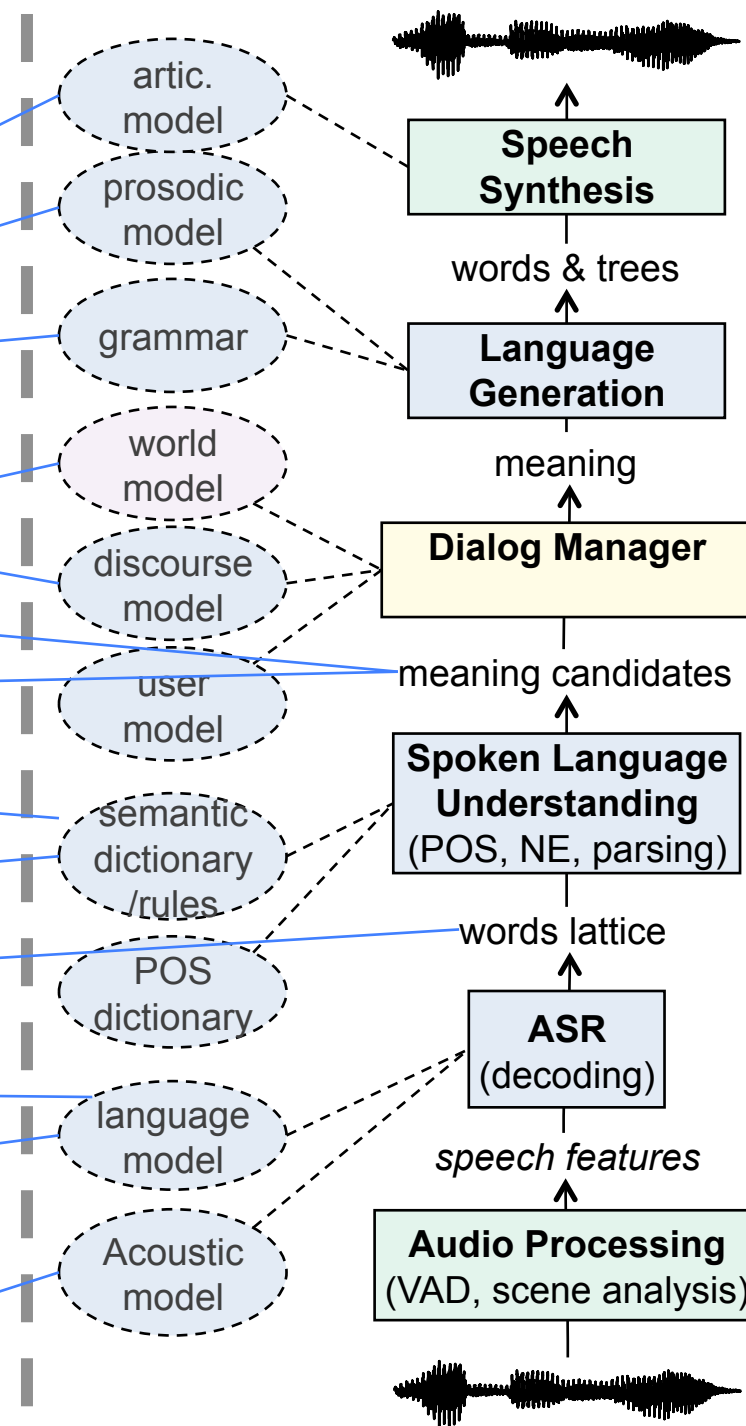 artic.
model
prosodic
model
grammar
world
model
discourse
model
user
model
semantic
dictionary
/rules
POS
dictionary
language
model
Acoustic
model
Speech
Synthesis
words & trees
Language
Generation
meaning
Dialog Manager
meaning candidates
Spoken Language
Understanding
(POS, NE, parsing)
words lattice
ASR
(decoding)
speech features
Audio Processing
(VAD, scene analysis)